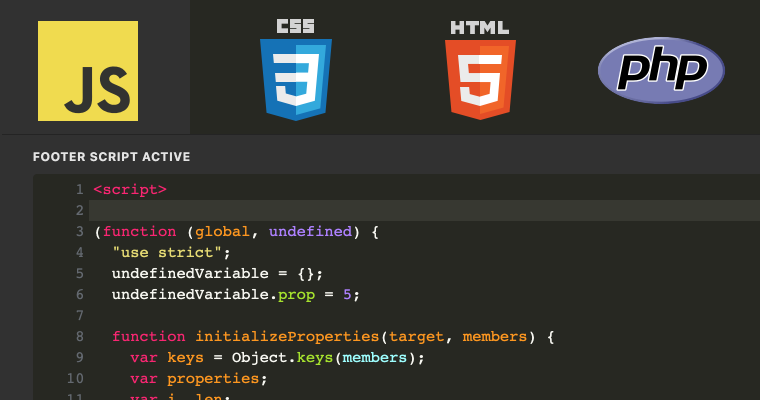 JS
CSS
3
HTML
5
php
FOOTER SCRIPT ACTIVE
1 <script>
2
3 (function (global, undefined) {
4   "use strict";
5   undefinedVariable = {};
6   undefinedVariable.prop = 5;
7
8   function initializeProperties(target, members) {
9     var keys = Object.keys(members);
10     var properties;
11     var i, len;